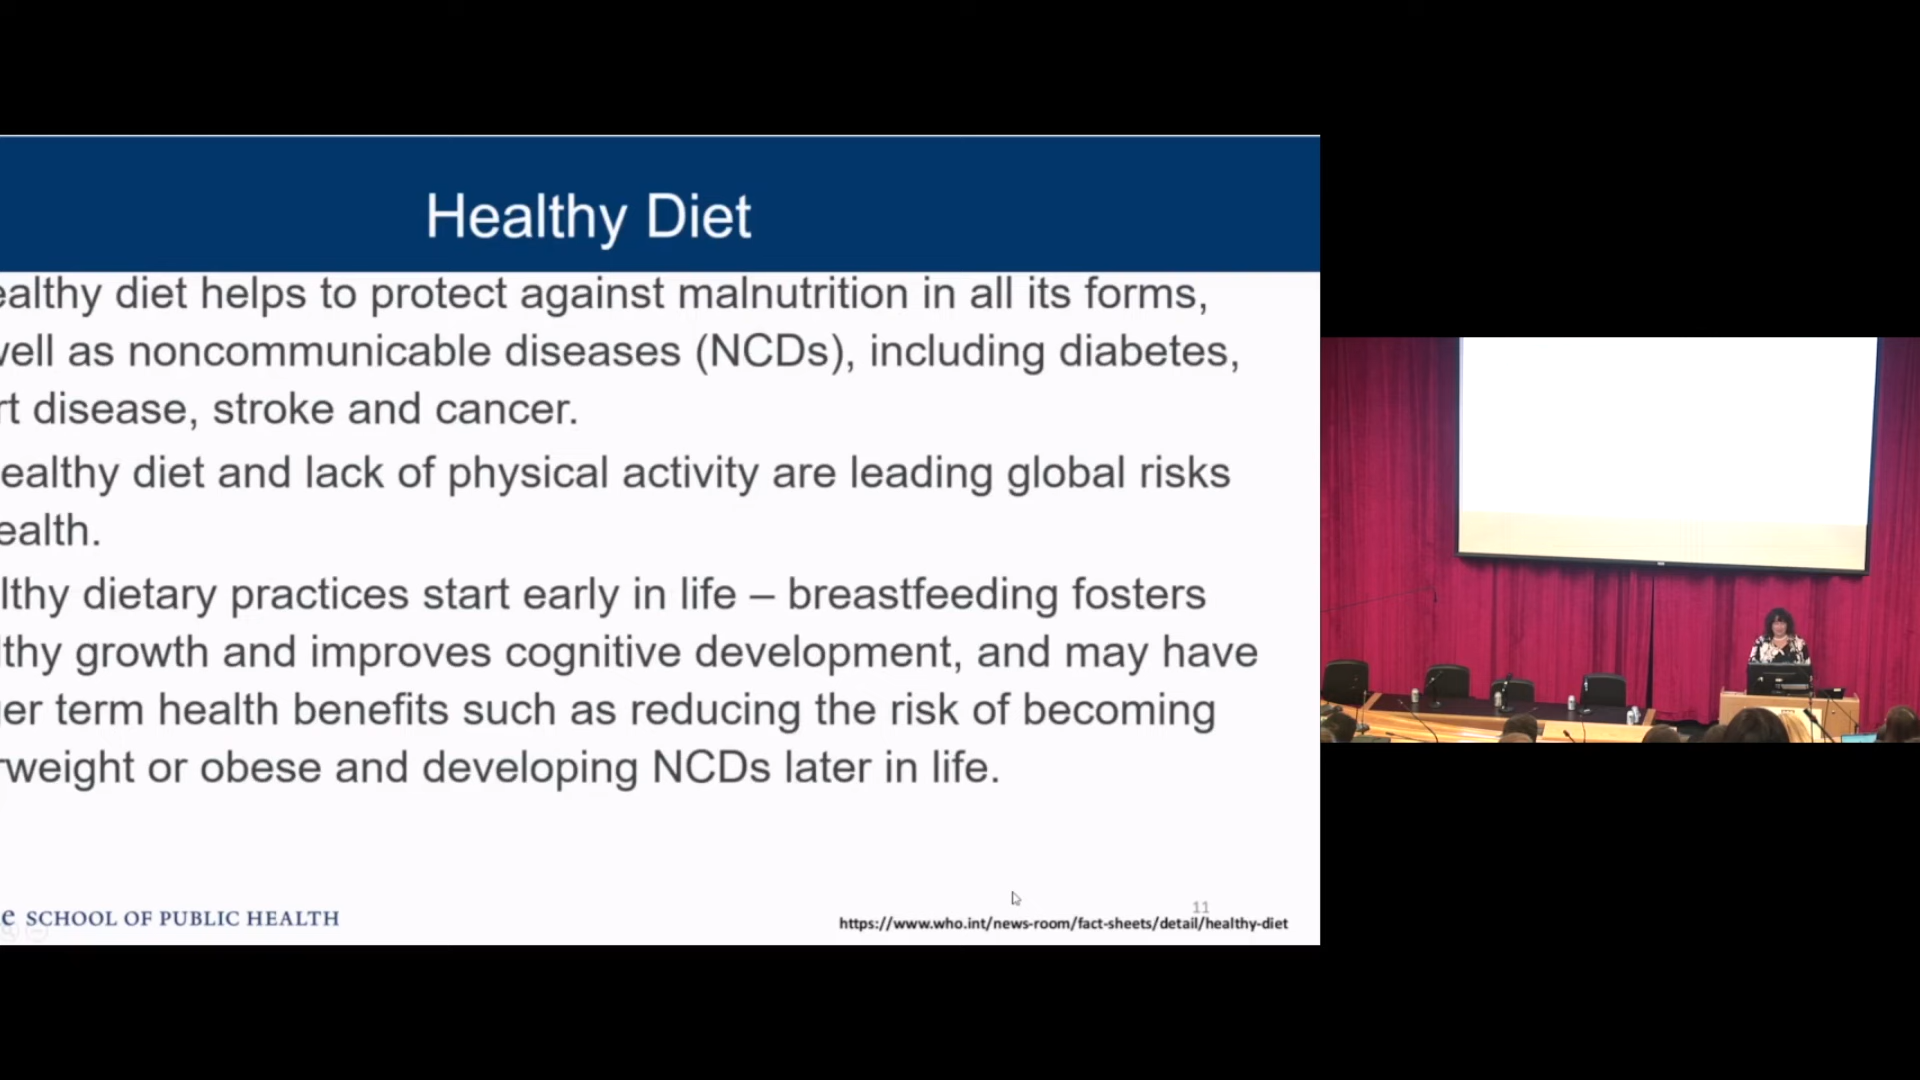 Healthy Diet
ealthy diet helps to protect against malnutrition in all its forms,
vell as noncommunicable diseases (NCDs), including diabetes,
rt disease, stroke and cancer.
ealthy diet and lack of physical activity are leading global risks
ealth.
lthy dietary practices start early in life – breastfeeding fosters
lthy growth and improves cognitive development, and may have
ger term health benefits such as reducing the risk of becoming
rweight or obese and developing NCDs later in life.
e SCHOOL OF PUBLIC HEALTH
11
https://www.who.int/news-room/fact-sheets/detail/healthy-diet